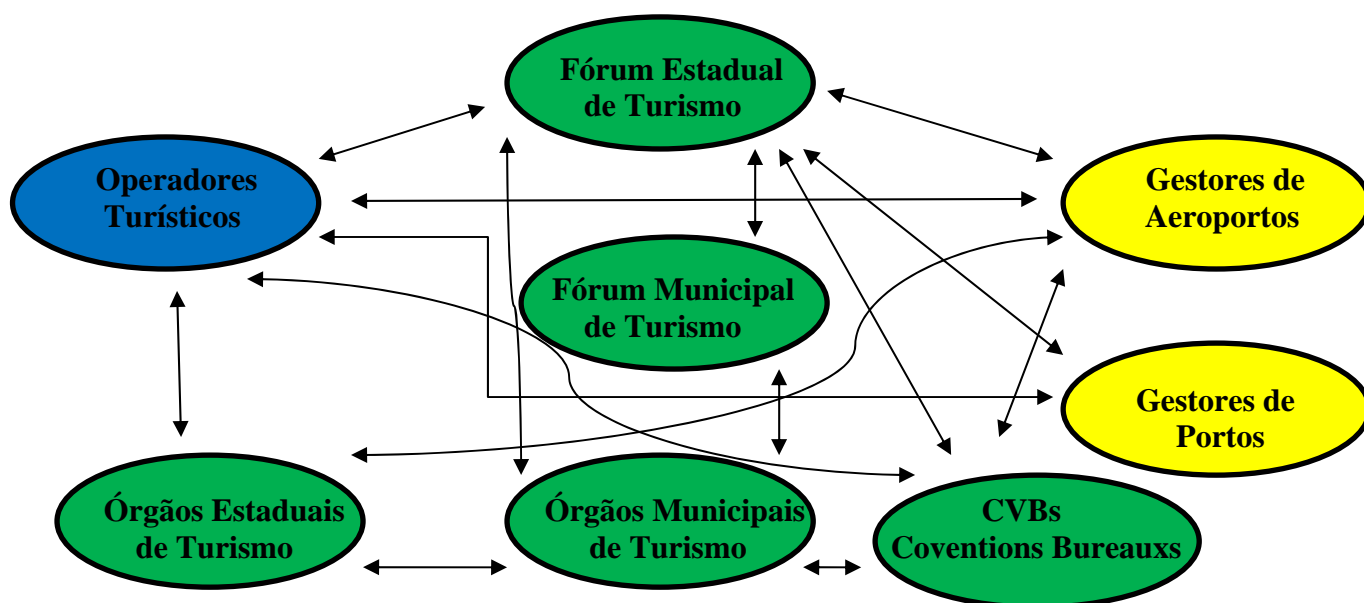 Fórum Estadual
de Turismo
Operadores
Turísticos
Gestores de
Aeroportos
Fórum Municipal
de Turismo
Gestores de
Portos
Órgãos Estaduais
de Turismo
Órgãos Municipais
de Turismo
CVBs
Coventions Bureauxs